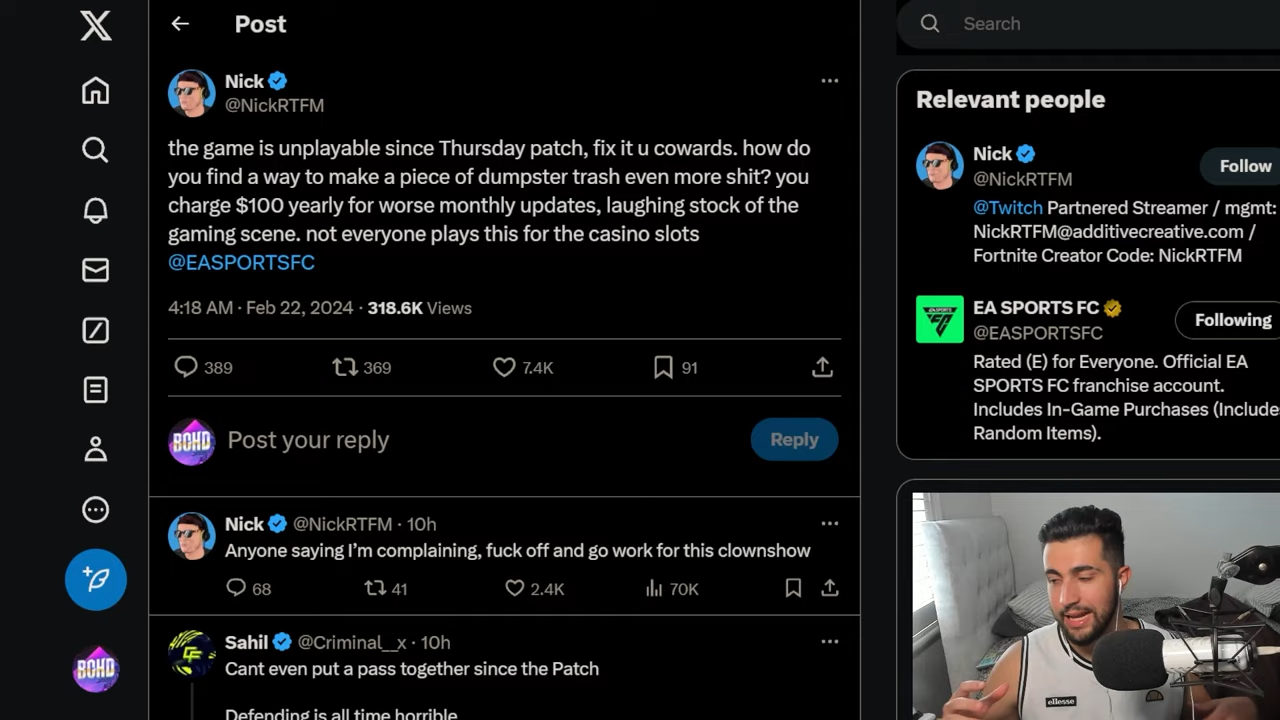 Post
Search
Nick
@NickRTFM
the game is unplayable since Thursday patch, fix it u cowards. how do
you find a way to make a piece of dumpster trash even more shit? you
charge $100 yearly for worse monthly updates, laughing stock of the
gaming scene. not everyone plays this for the casino slots
@EASPORTSFC
4:18 AM · Feb 22, 2024 · 318.6K Views
389 369 7.4K 91
BOHD
Post your reply
Reply
Nick @NickRTFM · 10h
Anyone saying I'm complaining, fuck off and go work for this clownshow
68 41 2.4K 70K
Sahil @Criminal__x · 10h
Cant even put a pass together since the Patch
Defending is all time horrible
BOHD
Relevant people
Nick
@NickRTFM
Follow
@Twitch Partnered Streamer / mgmt:
NickRTFM@additivecreative.com /
Fortnite Creator Code: NickRTFM
EA SPORTS FC
@EASPORTSFC
Following
Rated (E) for Everyone. Official EA
SPORTS FC franchise account.
Includes In-Game Purchases (Include
Random Items).
ellesse